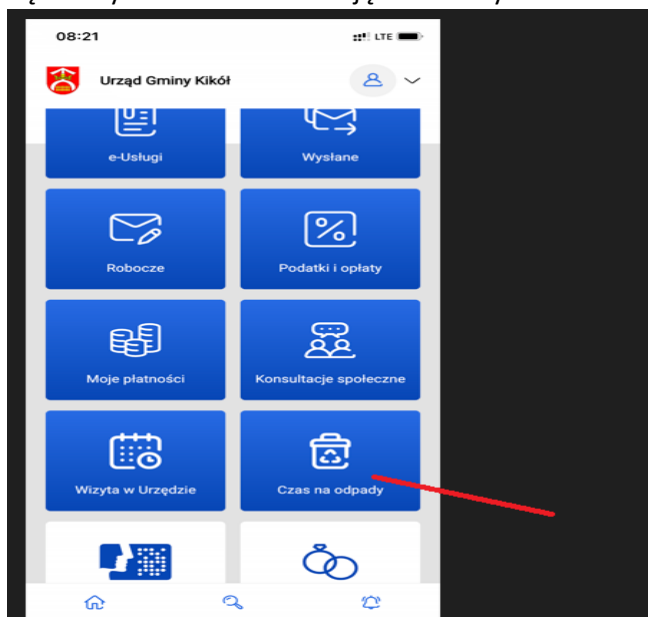 08:21 LTE
Urząd Gminy Kikół
e-Usługi Wysłane
Robocze Podatki i opłaty
Moje płatności Konsultacje społeczne
Wizyta w Urzędzie Czas na odpady